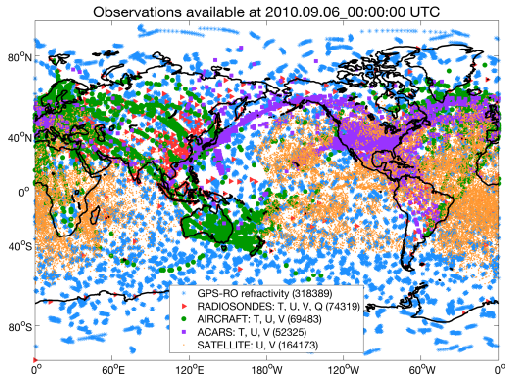 Observations available at 2010.09.06_00:00:00 UTC
80°N
40°N
0°
40°S
80°S
GPS-RO refractivity (318389)
RADIOSONDES: T, U, V, Q (74319)
AIRCRAFT: T, U, V (69483)
ACARS: T, U, V (52325)
SATELLITE: U, V (164173)
0°E 60°E 120°E 180°W 120°W 60°W 0°E